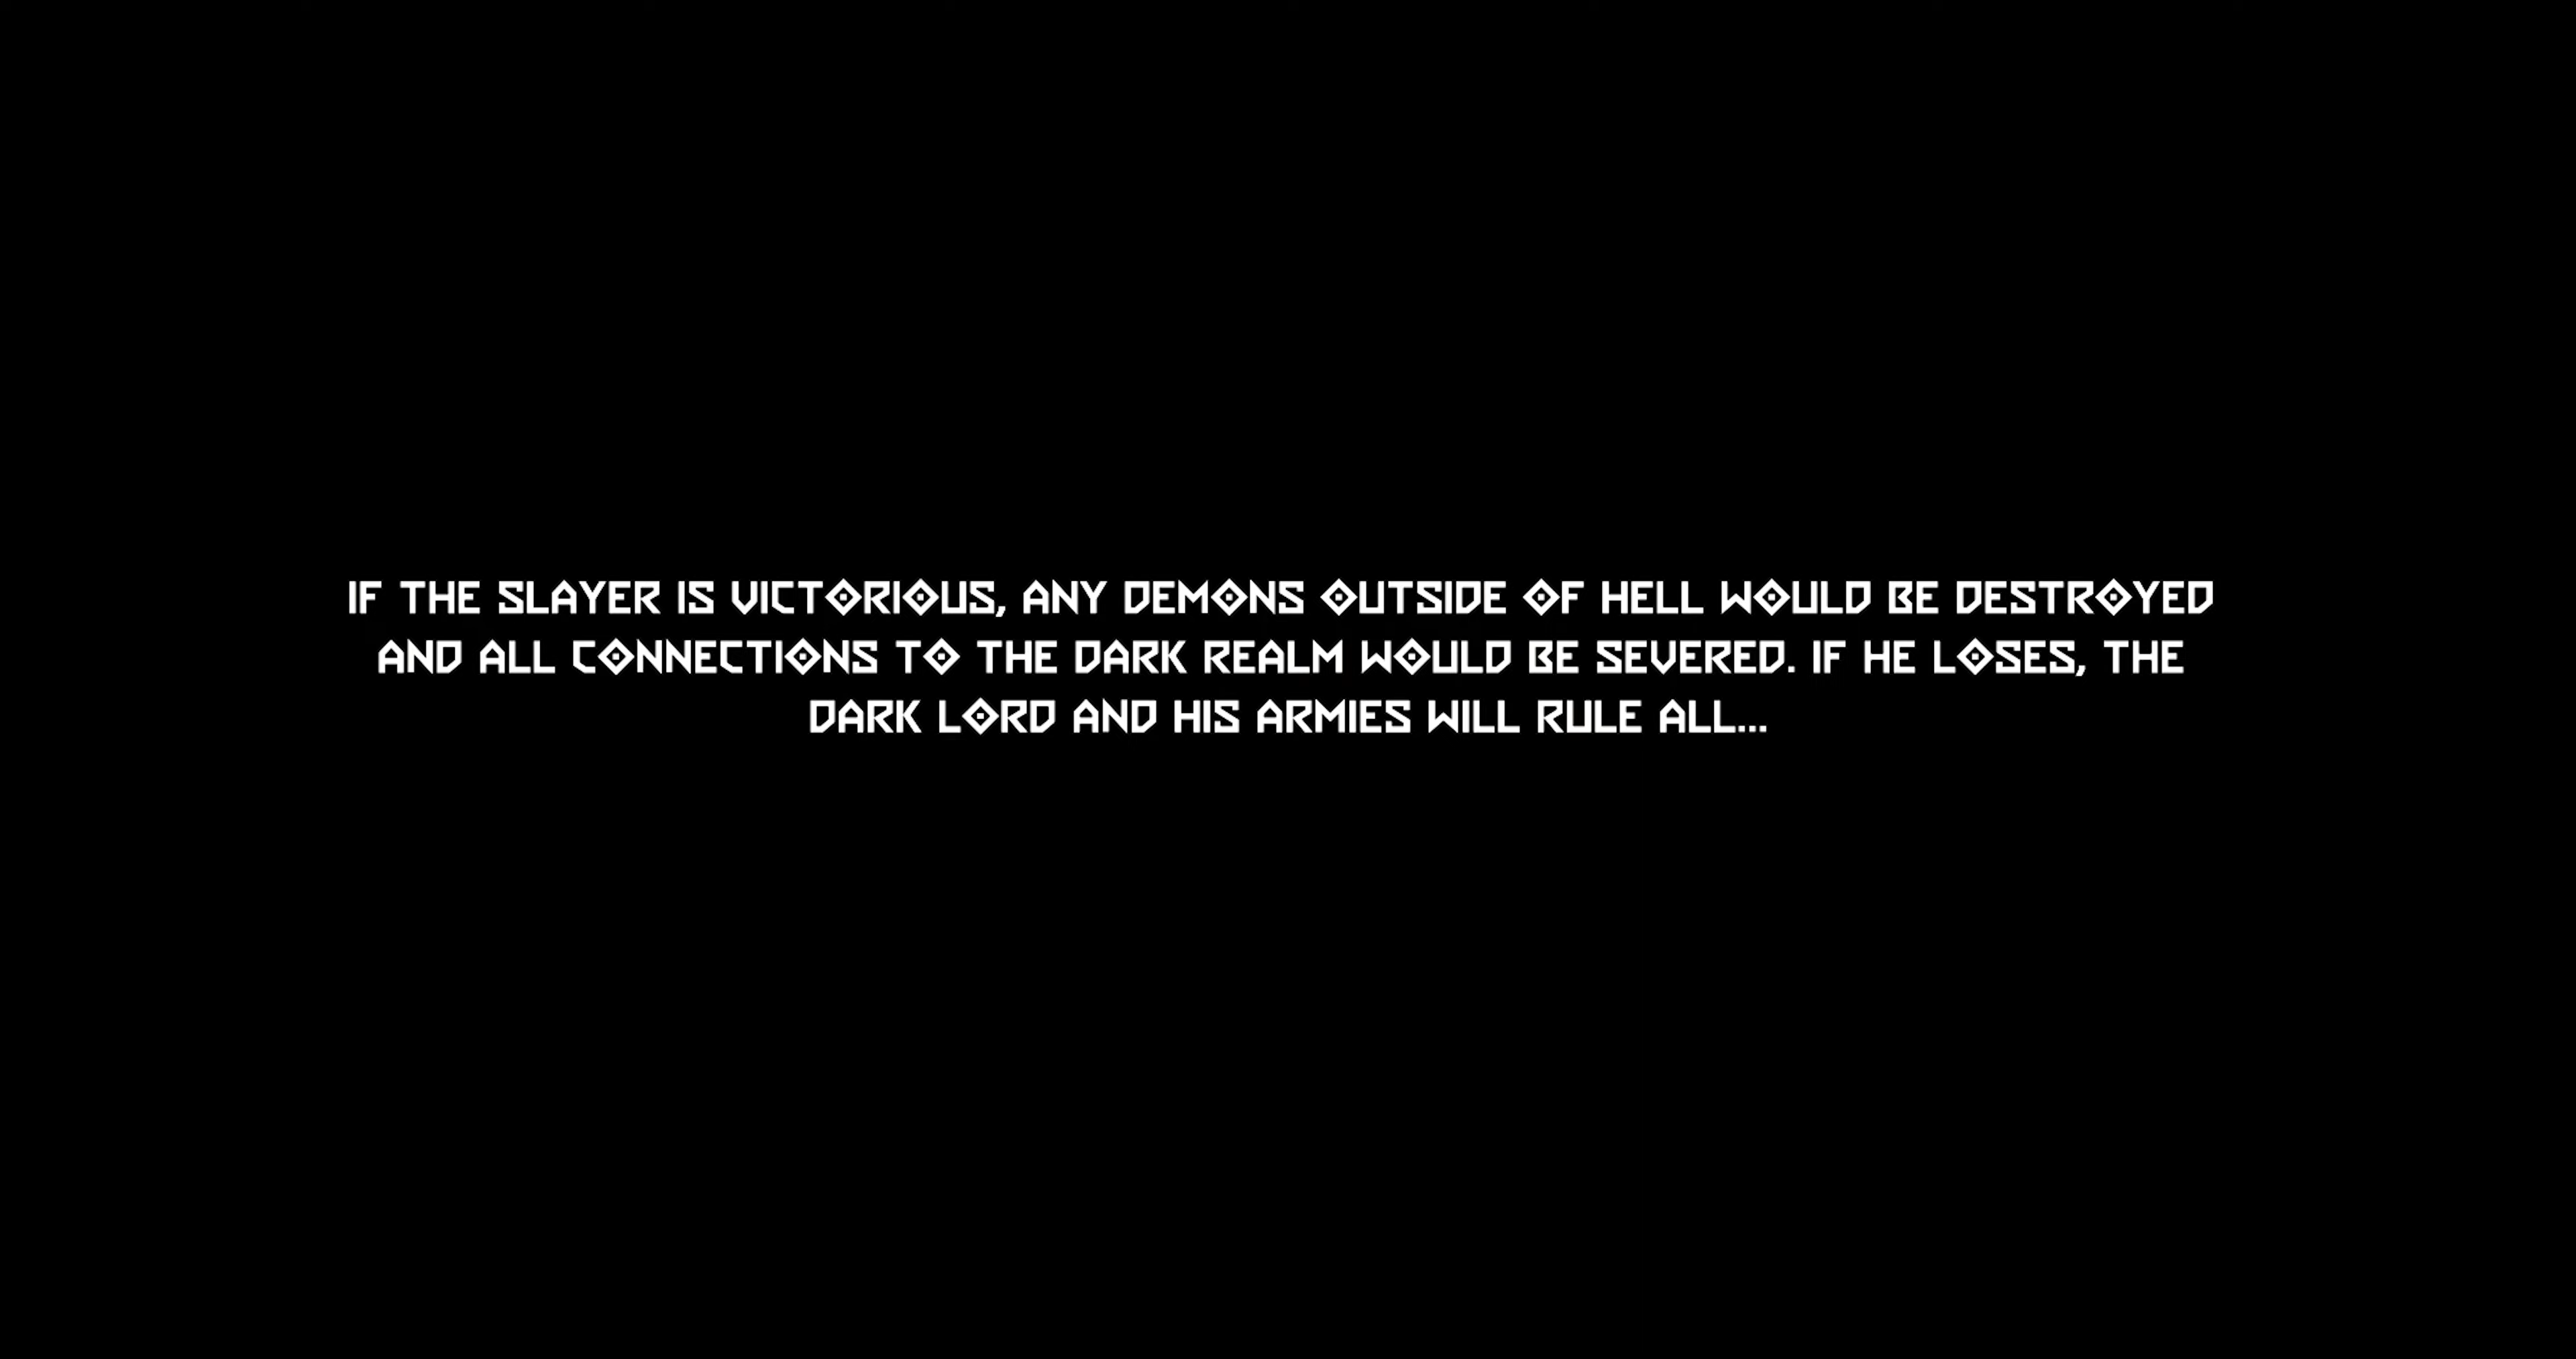 IF THE SLAYER IS VICTORIOUS, ANY DEMONS OUTSIDE OF HELL WOULD BE DESTROYED
AND ALL CONNECTIONS TO THE DARK REALM WOULD BE SEVERED. IF HE LOSES, THE
DARK LORD AND HIS ARMIES WILL RULE ALL...